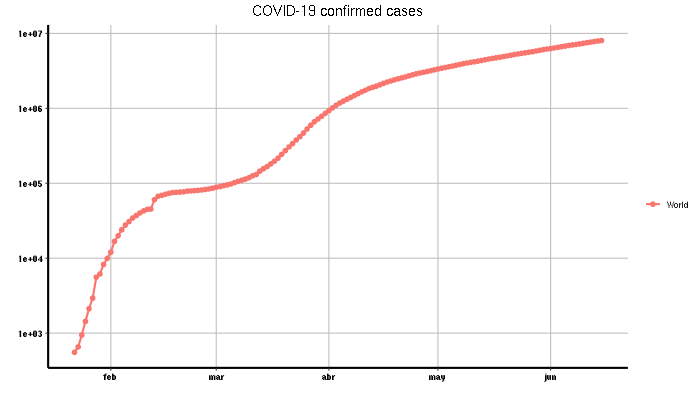 COVID-19 confirmed cases
1e+07
1e+06
1e+05
1e+04
1e+03
feb mar abr may jun
World